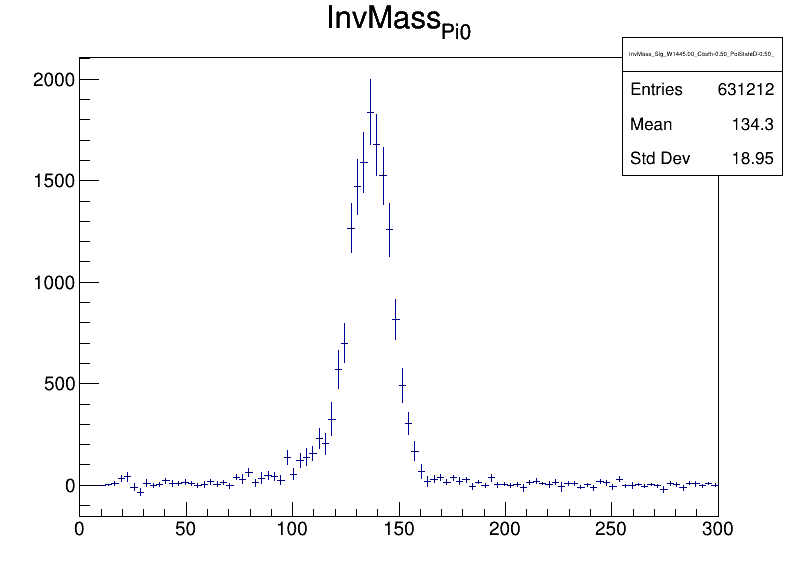 InvMass_Pi0
InvMass_Sig_W1445.00_Costh-0.50_PolStateD-0.50_
Entries 631212
Mean 134.3
Std Dev 18.95
2000
1500
1000
500
0
0 50 100 150 200 250 300